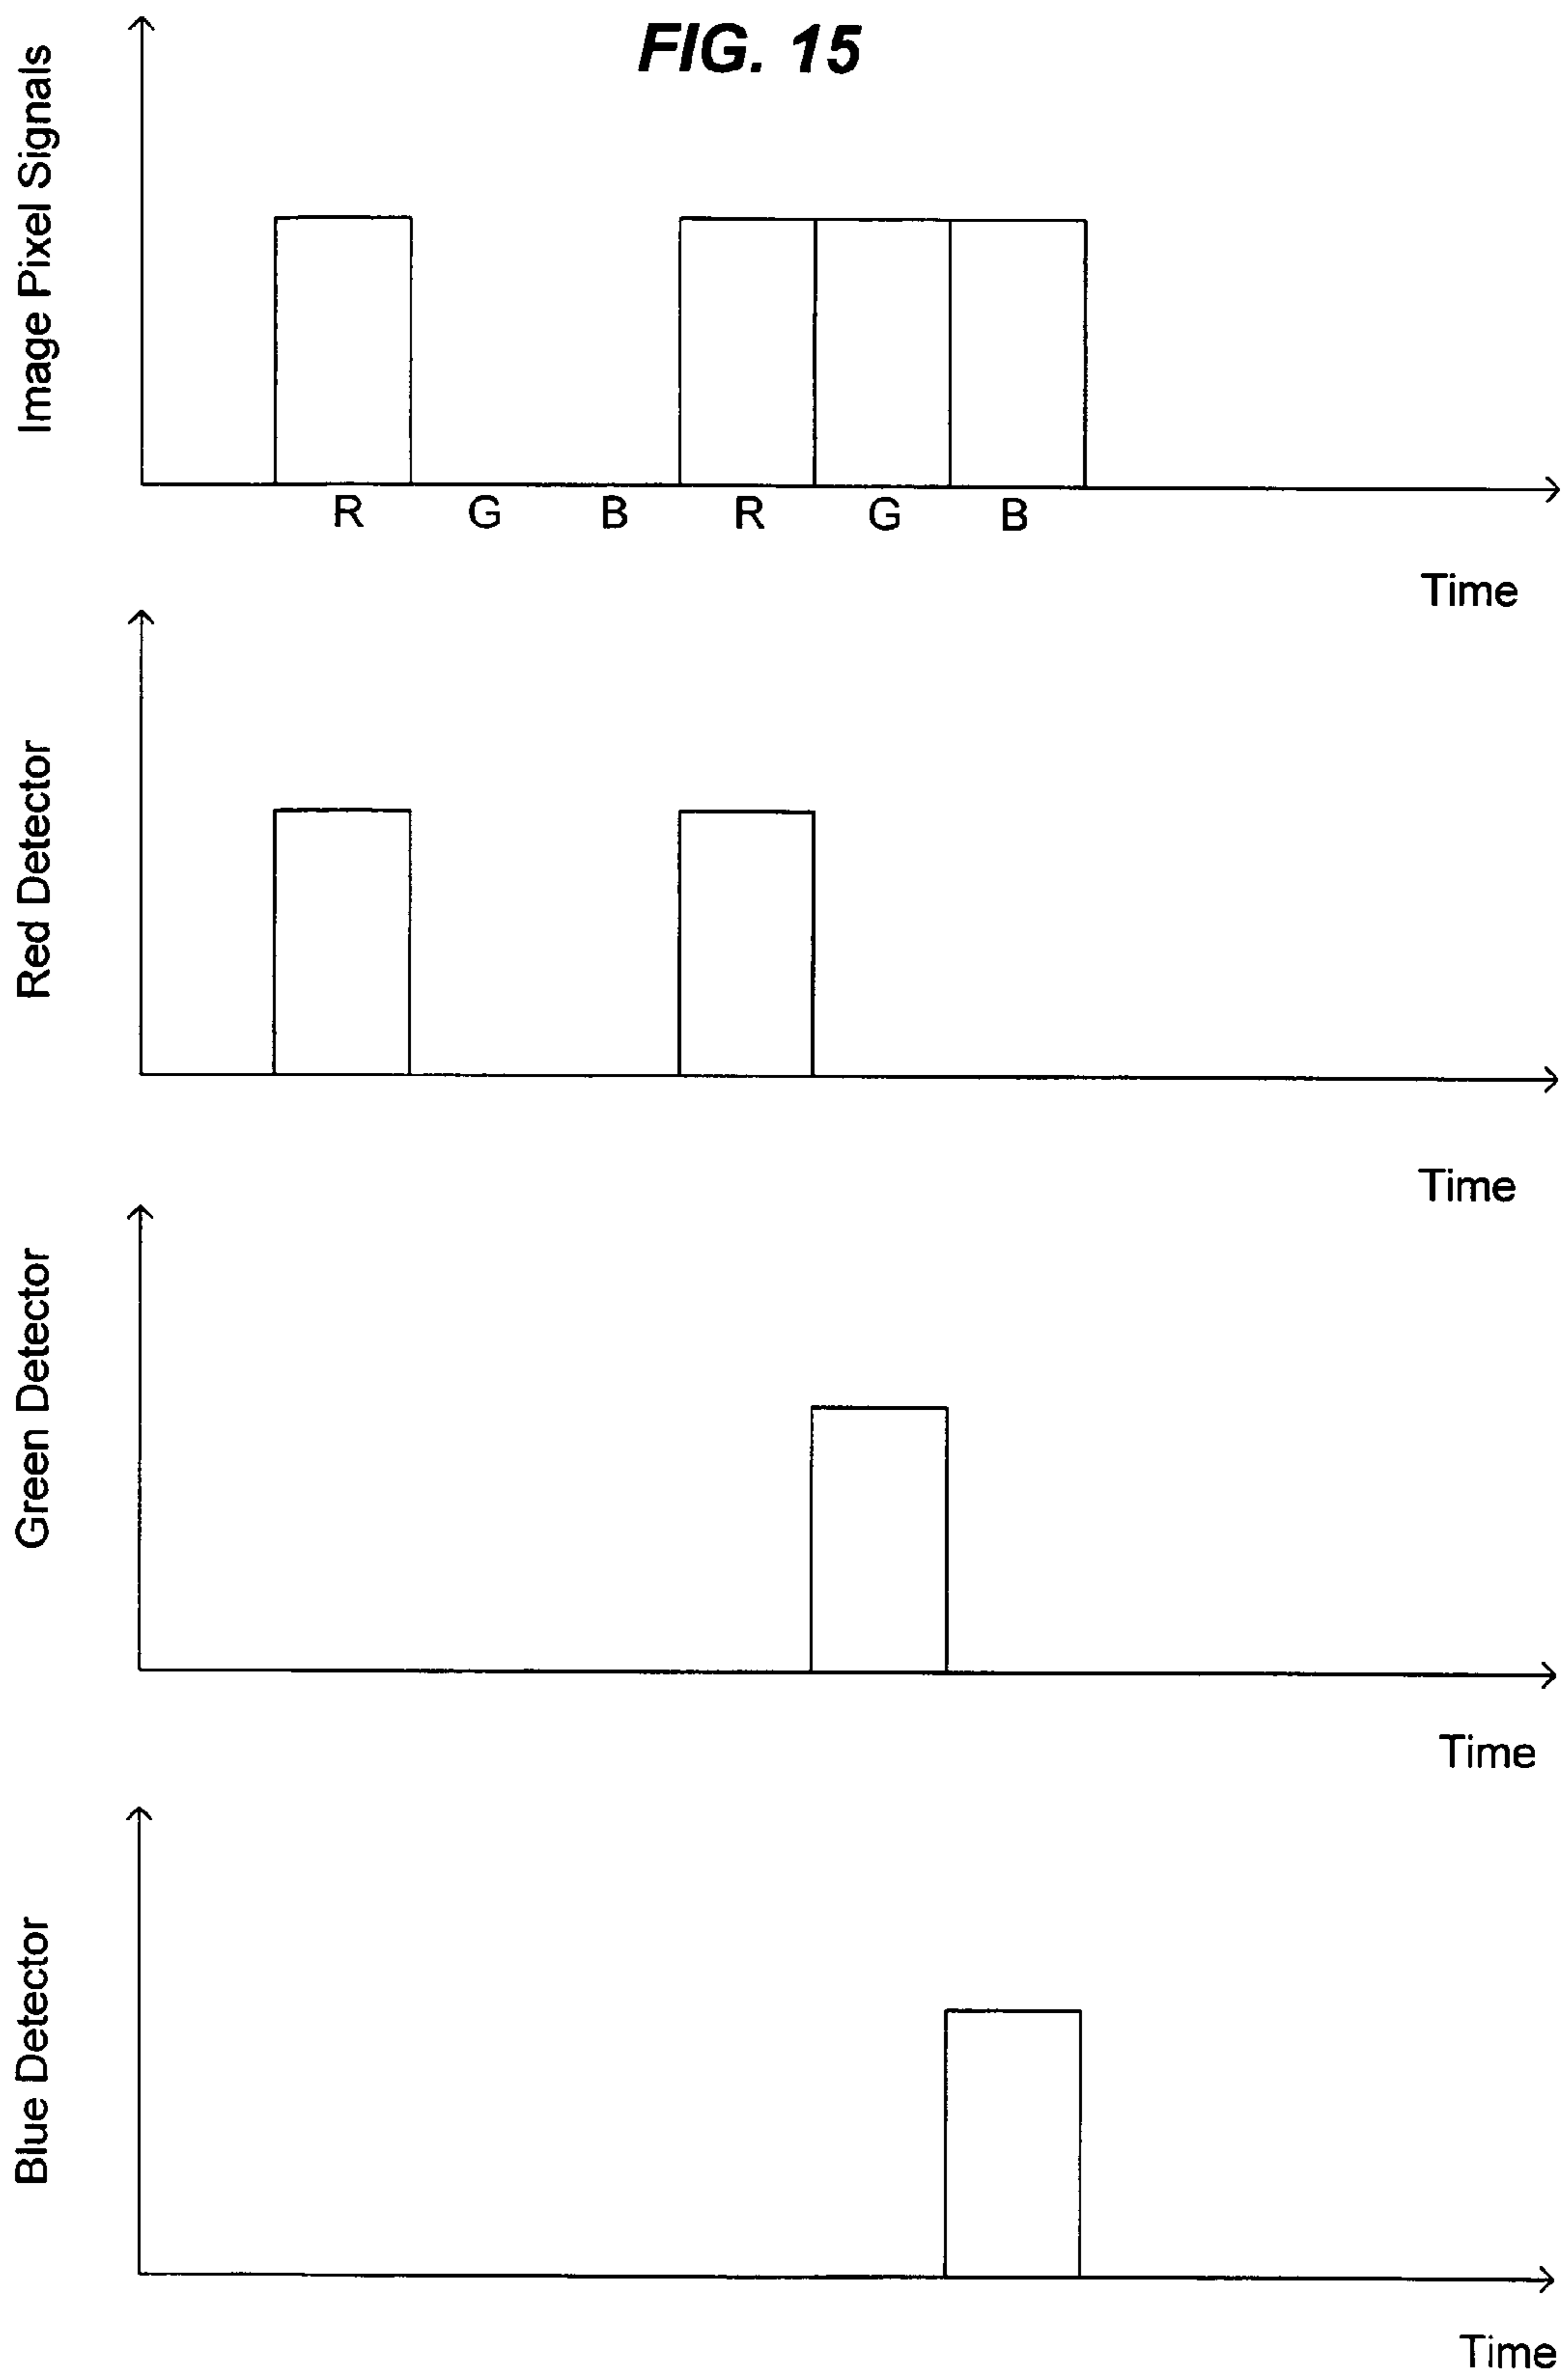 FIG. 15
Image Pixel Signals
R G B R G B
Time
Red Detector
Time
Green Detector
Time
Blue Detector
Time